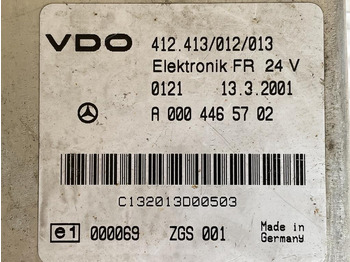 VDO 412.413/012/013
Elektronik FR 24 V
0121 13.3.2001
A 000 446 57 02
C132013D00503
e1 000069 ZGS 001 Made in Germany